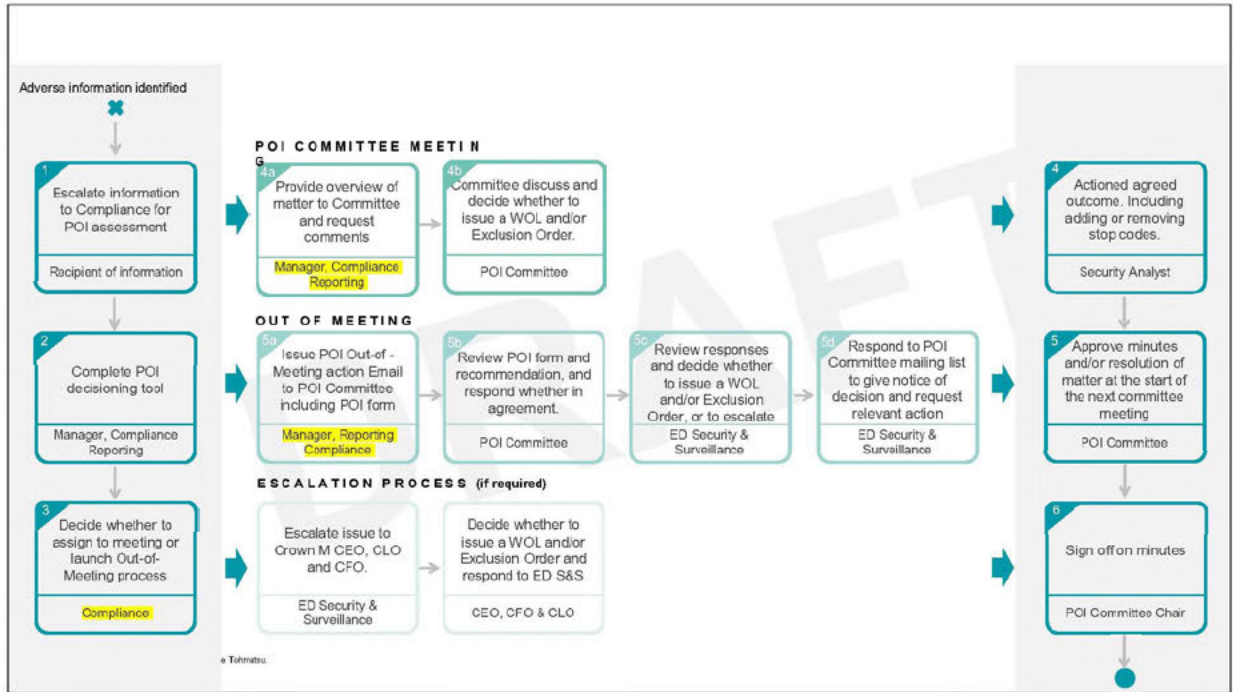 Adverse information identified
1
Escalate information
to Compliance for
POI assessment
Recipient of information
2
Complete POI
decisioning tool
Manager, Compliance
Reporting
3
Decide whether to
assign to meeting or
launch Out-of-
Meeting process
Compliance
POI COMMITTEE MEETIN
G
4a
Provide overview of
matter to Committee
and request
comments
Manager, Compliance
Reporting
4b
Committee discuss and
decide whether to
issue a WOL and/or
Exclusion Order.
POI Committee
OUT OF MEETING
5a
Issue POI Out-of -
Meeting action Email
to POI Committee
including POI form
Manager, Reporting
Compliance
5b
Review POI form and
recommendation, and
respond whether in
agreement.
POI Committee
5c
Review responses
and decide whether
to issue a WOL
and/or Exclusion
Order, or to escalate
ED Security &
Surveillance
5d
Respond to POI
Committee mailing list
to give notice of
decision and request
relevant action
ED Security &
Surveillance
ESCALATION PROCESS (if required)
Escalate issue to
Crown M CEO, CLO
and CFO.
ED Security &
Surveillance
Decide whether to
issue a WOL and/or
Exclusion Order and
respond to ED S&S
CEO, CFO & CLO
4
Actioned agreed
outcome. Including
adding or removing
stop codes.
Security Analyst
5
Approve minutes
and/or resolution of
matter at the start of
the next committee
meeting
POI Committee
6
Sign off on minutes
POI Committee Chair
e Tohmatsu.
DRAFT